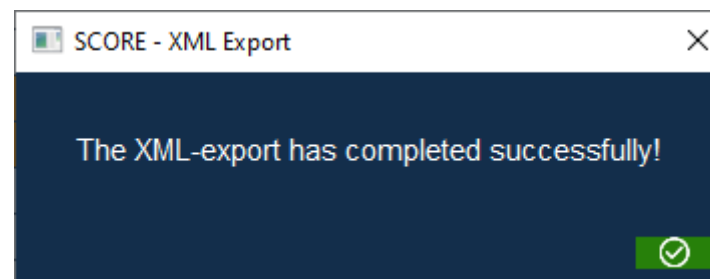 SCORE - XML Export
The XML-export has completed successfully!